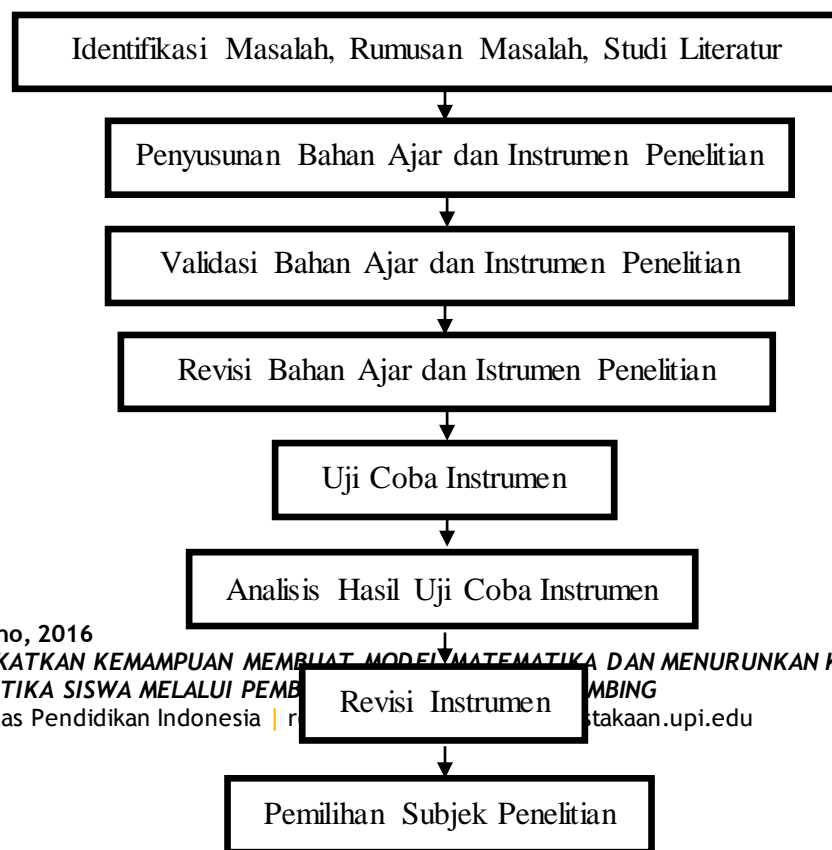 Identifikasi Masalah, Rumusan Masalah, Studi Literatur
Penyusunan Bahan Ajar dan Instrumen Penelitian
Validasi Bahan Ajar dan Instrumen Penelitian
Revisi Bahan Ajar dan Istrumen Penelitian
Uji Coba Instrumen
Analisis Hasil Uji Coba Instrumen
no, 2016
KATKAN KEMAMPUAN MEMBUAT MODEL MATEMATIKA DAN MENURUNKAN K
TIKA SISWA MELALUI PEMB MBING
as Pendidikan Indonesia | r stakaan.upi.edu
Revisi Instrumen
Pemilihan Subjek Penelitian